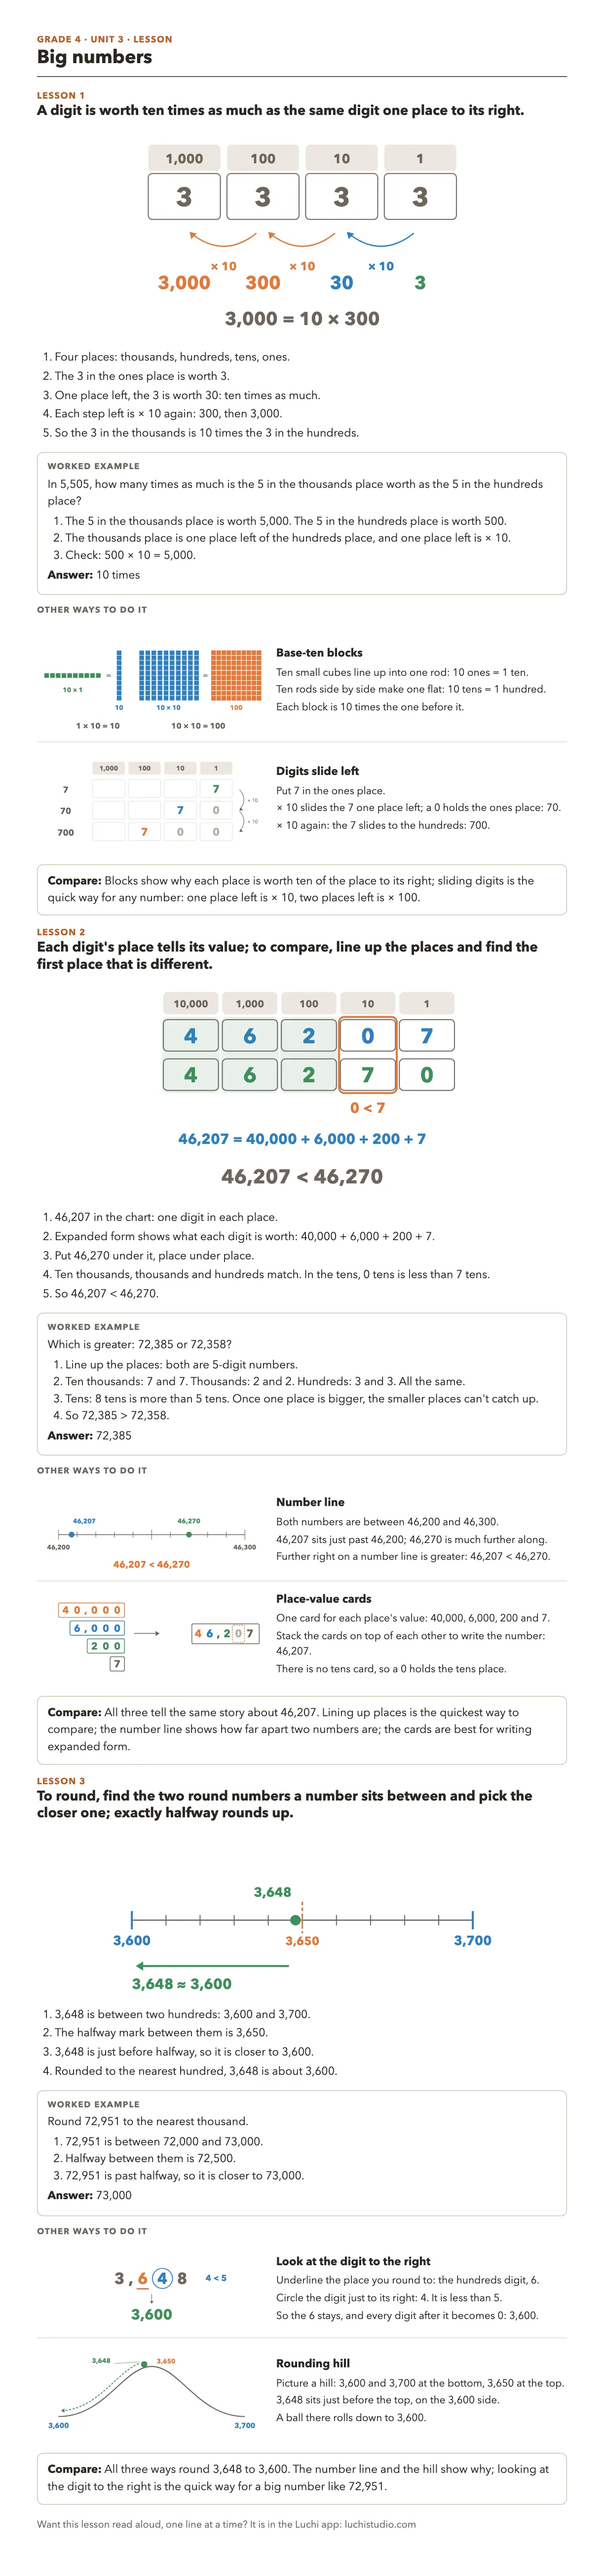 GRADE 4 · UNIT 3 · LESSON
Big numbers
LESSON 1
A digit is worth ten times as much as the same digit one place to its right.
1,000 100 10 1
3 3 3 3
× 10 × 10 × 10
3,000 300 30 3
3,000 = 10 × 300
1. Four places: thousands, hundreds, tens, ones.
2. The 3 in the ones place is worth 3.
3. One place left, the 3 is worth 30: ten times as much.
4. Each step left is × 10 again: 300, then 3,000.
5. So the 3 in the thousands is 10 times the 3 in the hundreds.
WORKED EXAMPLE
In 5,505, how many times as much is the 5 in the thousands place worth as the 5 in the hundreds
place?
1. The 5 in the thousands place is worth 5,000. The 5 in the hundreds place is worth 500.
2. The thousands place is one place left of the hundreds place, and one place left is × 10.
3. Check: 500 × 10 = 5,000.
Answer: 10 times
OTHER WAYS TO DO IT
= =
10 × 1
10 10 × 10 100
1 × 10 = 10 10 × 10 = 100
Base-ten blocks
Ten small cubes line up into one rod: 10 ones = 1 ten.
Ten rods side by side make one flat: 10 tens = 1 hundred.
Each block is 10 times the one before it.
1,000 100 10 1
7 7
× 10
70 7 0
× 10
700 7 0 0
Digits slide left
Put 7 in the ones place.
× 10 slides the 7 one place left; a 0 holds the ones place: 70.
× 10 again: the 7 slides to the hundreds: 700.
Compare: Blocks show why each place is worth ten of the place to its right; sliding digits is the
quick way for any number: one place left is × 10, two places left is × 100.
LESSON 2
Each digit's place tells its value; to compare, line up the places and find the
first place that is different.
10,000 1,000 100 10 1
4 6 2 0 7
4 6 2 7 0
0 < 7
46,207 = 40,000 + 6,000 + 200 + 7
46,207 < 46,270
1. 46,207 in the chart: one digit in each place.
2. Expanded form shows what each digit is worth: 40,000 + 6,000 + 200 + 7.
3. Put 46,270 under it, place under place.
4. Ten thousands, thousands and hundreds match. In the tens, 0 tens is less than 7 tens.
5. So 46,207 < 46,270.
WORKED EXAMPLE
Which is greater: 72,385 or 72,358?
1. Line up the places: both are 5-digit numbers.
2. Ten thousands: 7 and 7. Thousands: 2 and 2. Hundreds: 3 and 3. All the same.
3. Tens: 8 tens is more than 5 tens. Once one place is bigger, the smaller places can't catch up.
4. So 72,385 > 72,358.
Answer: 72,385
OTHER WAYS TO DO IT
46,207 46,270
46,200 46,300
46,207 < 46,270
Number line
Both numbers are between 46,200 and 46,300.
46,207 sits just past 46,200; 46,270 is much further along.
Further right on a number line is greater: 46,207 < 46,270.
40,000
6,000
200
7
46,207
Place-value cards
One card for each place's value: 40,000, 6,000, 200 and 7.
Stack the cards on top of each other to write the number:
46,207.
There is no tens card, so a 0 holds the tens place.
Compare: All three tell the same story about 46,207. Lining up places is the quickest way to
compare; the number line shows how far apart two numbers are; the cards are best for writing
expanded form.
LESSON 3
To round, find the two round numbers a number sits between and pick the
closer one; exactly halfway rounds up.
3,648
3,600 3,650 3,700
3,648 ≈ 3,600
1. 3,648 is between two hundreds: 3,600 and 3,700.
2. The halfway mark between them is 3,650.
3. 3,648 is just before halfway, so it is closer to 3,600.
4. Rounded to the nearest hundred, 3,648 is about 3,600.
WORKED EXAMPLE
Round 72,951 to the nearest thousand.
1. 72,951 is between 72,000 and 73,000.
2. Halfway between them is 72,500.
3. 72,951 is past halfway, so it is closer to 73,000.
Answer: 73,000
OTHER WAYS TO DO IT
3,648 4 < 5
3,600
Look at the digit to the right
Underline the place you round to: the hundreds digit, 6.
Circle the digit just to its right: 4. It is less than 5.
So the 6 stays, and every digit after it becomes 0: 3,600.
3,648 3,650
3,600 3,700
Rounding hill
Picture a hill: 3,600 and 3,700 at the bottom, 3,650 at the top.
3,648 sits just before the top, on the 3,600 side.
A ball there rolls down to 3,600.
Compare: All three ways round 3,648 to 3,600. The number line and the hill show why; looking at
the digit to the right is the quick way for a big number like 72,951.
Want this lesson read aloud, one line at a time? It is in the Luchi app: luchistudio.com